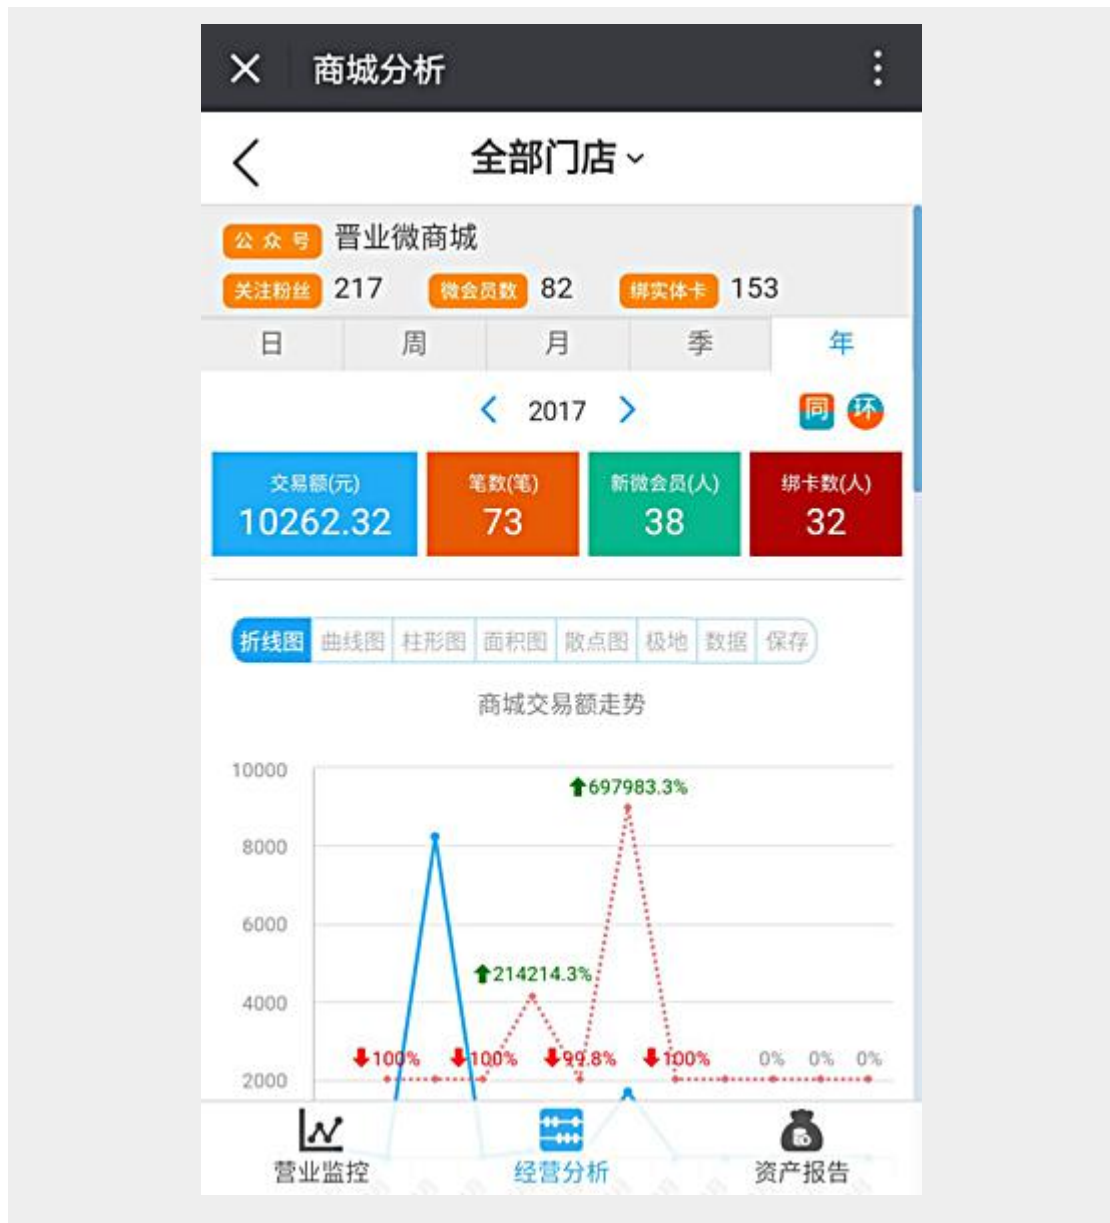 商城分析
全部门店
公众号 晋业微商城
关注粉丝 217 微会员数 82 绑实体卡 153
日 周 月 季 年
2017 同 环
交易额(元) 笔数(笔) 新微会员(人) 绑卡数(人)
10262.32 73 38 32
折线图 曲线图 柱形图 面积图 散点图 极地 数据 保存
商城交易额走势
10000
697983.3%
8000
6000
214214.3%
4000
100% 100% 99.8% 100% 0% 0% 0%
2000
营业监控 经营分析 资产报告